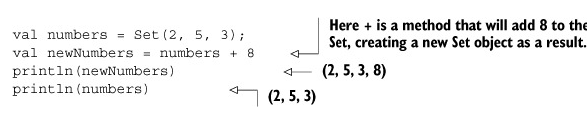 val numbers = Set(2, 5, 3);
val newNumbers = numbers + 8
println(newNumbers)
println(numbers)
Here + is a method that will add 8 to the
Set, creating a new Set object as a result.
(2, 5, 3, 8)
(2, 5, 3)